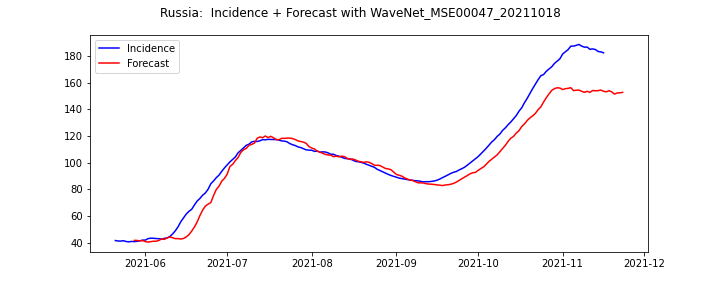 Russia:  Incidence + Forecast with WaveNet_MSE00047_20211018
Incidence
Forecast
180
160
140
120
100
80
60
40
2021-06 2021-07 2021-08 2021-09 2021-10 2021-11 2021-12